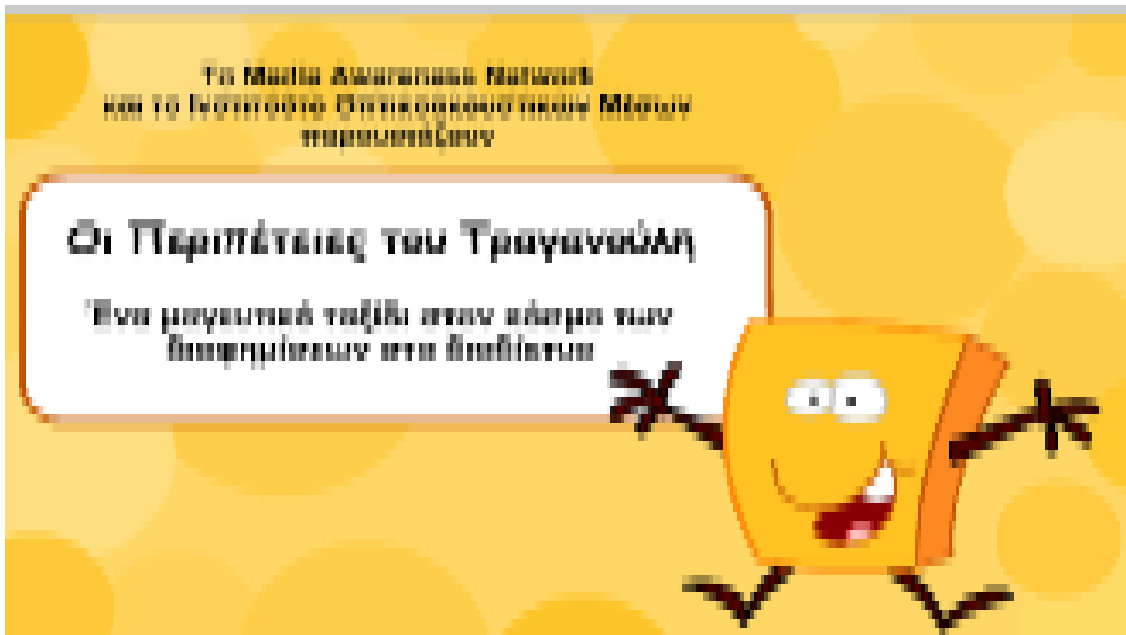 Το Media Awareness Network
και το Ινστιτούτο Οπτικοακουστικών Μέσων
παρουσιάζουν
Οι Περιπέτειες του Τραγανούλη
Ένα μαγευτικό ταξίδι στον κόσμο των
διαφημίσεων στο διαδίκτυο